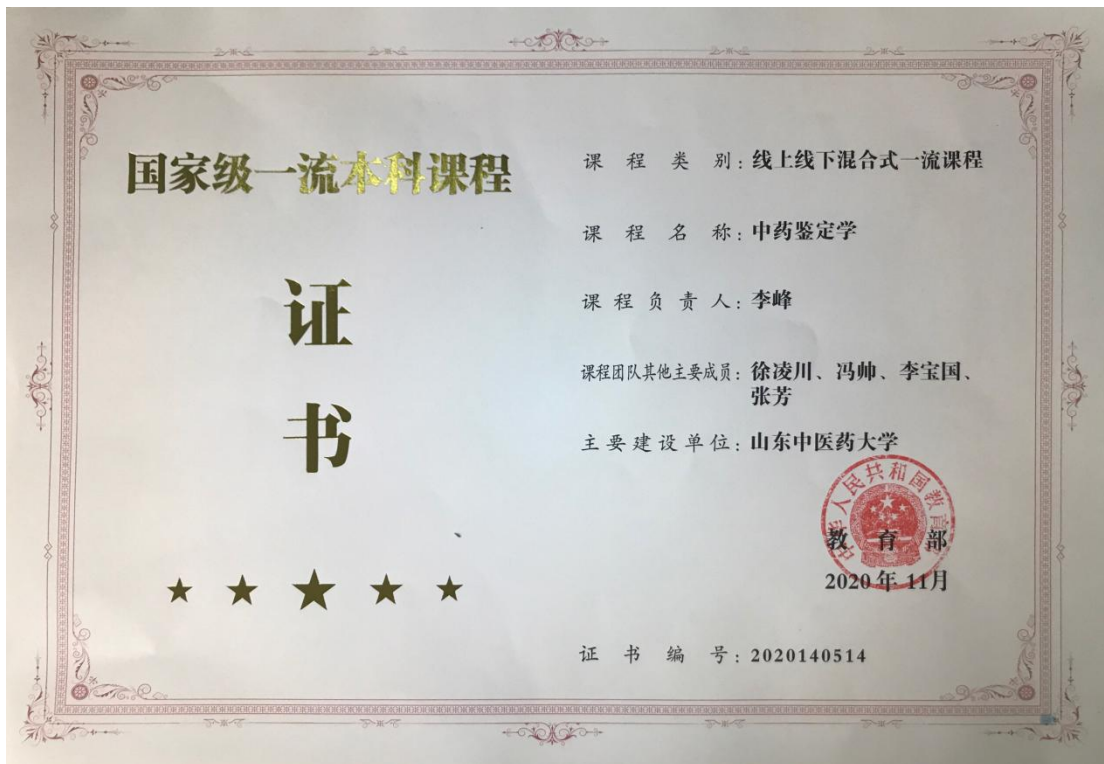 国家级一流本科课程
证
书
课程类别：线上线下混合式一流课程
课程名称：中药鉴定学
课程负责人：李峰
课程团队其他主要成员：徐凌川、冯帅、李宝国、
张芳
主要建设单位：山东中医药大学
中华人民共和国教育部
教育部
2020年11月
证书编号：2020140514